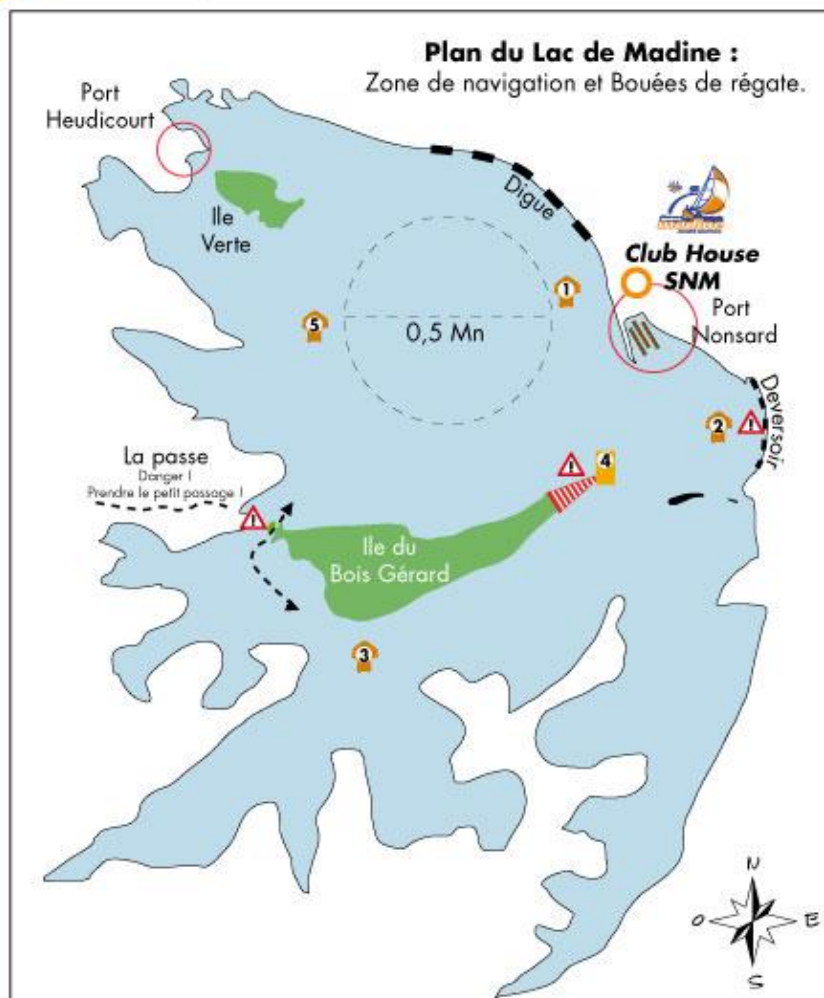 Plan du Lac de Madine :
Zone de navigation et Bouées de régate.
Port
Heudicourt
Ile
Verte
Digue
Club House
SNM
Port
Nonsard
1
5
0,5 Mn
2
Deversoir
4
La passe
Danger !
Prendre le petit passage !
Ile du
Bois Gérard
3
N
O
E
S